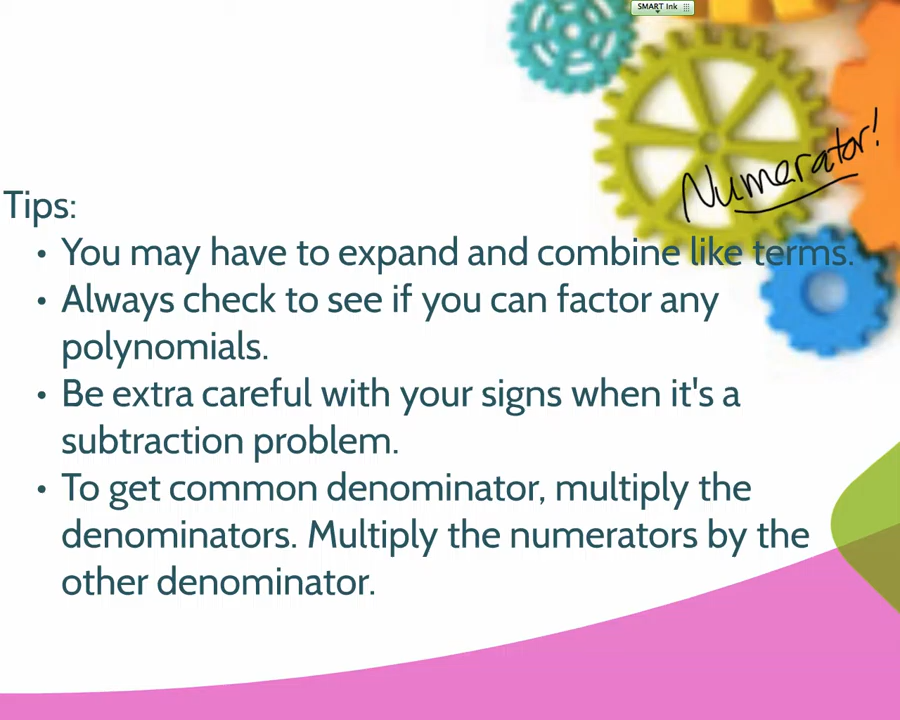 SMART Ink
Numerator!
Tips:
• You may have to expand and combine like terms.
• Always check to see if you can factor any
polynomials.
• Be extra careful with your signs when it's a
subtraction problem.
• To get common denominator, multiply the
denominators. Multiply the numerators by the
other denominator.